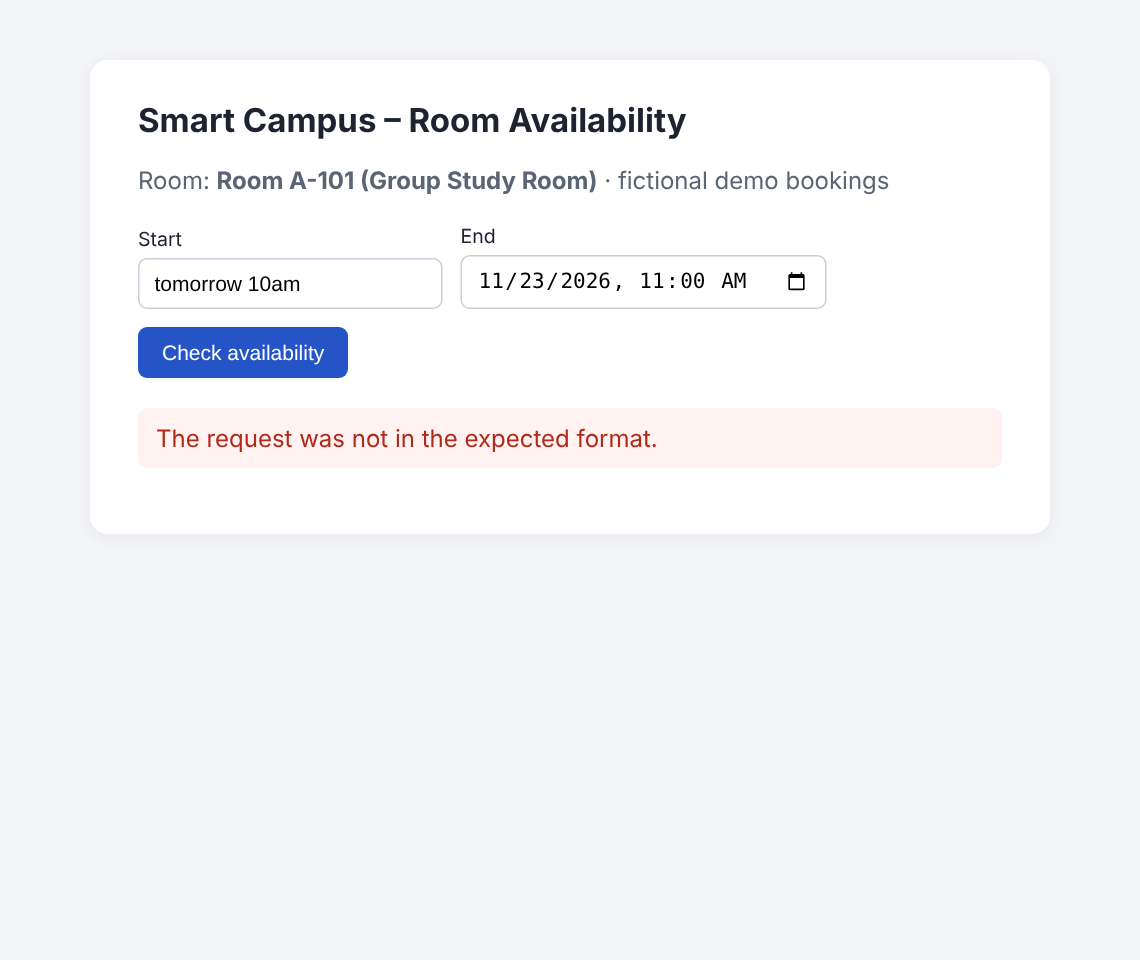 Smart Campus – Room Availability
Room: Room A-101 (Group Study Room) · fictional demo bookings
Start
End
tomorrow 10am
11/23/2026, 11:00 AM
Check availability
The request was not in the expected format.